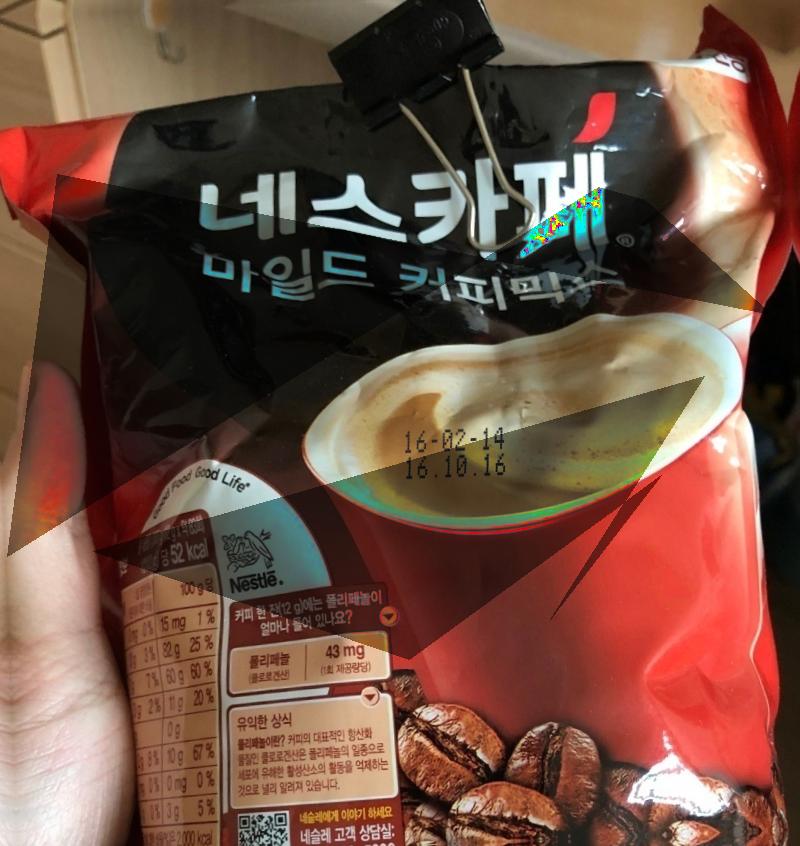 네스카페
마일드 커피믹스
16-02-14
16.10.16
Good Food Good Life
Nestlé
52 kcal
100 g당
15 mg 1 %
3% 82 g 25 %
7% 60 g 60 %
2% 11 g 20 %
0 g
8% 10 g 67 %
0% 0 mg 0 %
3 g 5 %
2,000 kcal
커피 한 잔(12 g)에는 폴리페놀이
얼마나 들어 있나요?
폴리페놀 43 mg
(클로로겐산) (1회 제공량당)
유익한 상식
폴리페놀이란? 커피의 대표적인 항산화
물질인 클로로겐산은 폴리페놀의 일종으로
세포에 유해한 활성산소의 활동을 억제하는
것으로 널리 알려져 있습니다.
네슬레에게 이야기 하세요
네슬레 고객 상담실: